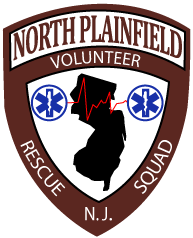 NORTH PLAINFIELD
VOLUNTEER
RESCUE
SQUAD
N.J.